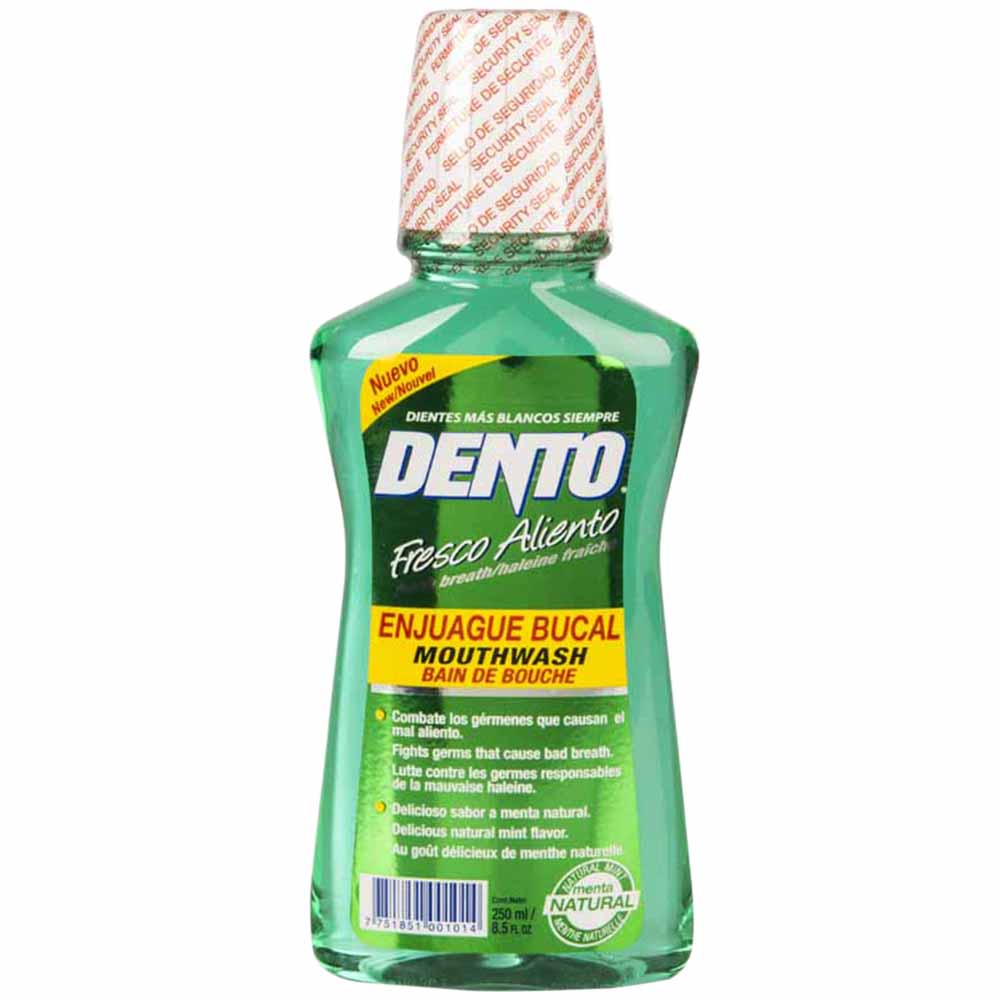 SELLO DE SEGURIDAD
SECURITY SEAL
FERMETURE DE SÉCURITÉ
Nuevo
New/Nouvel
DIENTES MÁS BLANCOS SIEMPRE
DENTO
Fresco Aliento
breath/haleine fraîche
ENJUAGUE BUCAL
MOUTHWASH
BAIN DE BOUCHE
Combate los gérmenes que causan el
mal aliento.
Fights germs that cause bad breath.
Lutte contre les germes responsables
de la mauvaise haleine.
Delicioso sabor a menta natural.
Delicious natural mint flavor.
Au goût délicieux de menthe naturelle
NATURAL MINT
menta
NATURAL
MENTHE NATURELLE
Cont.Neto:
250 ml /
8.5 FL OZ
7 751851 001014